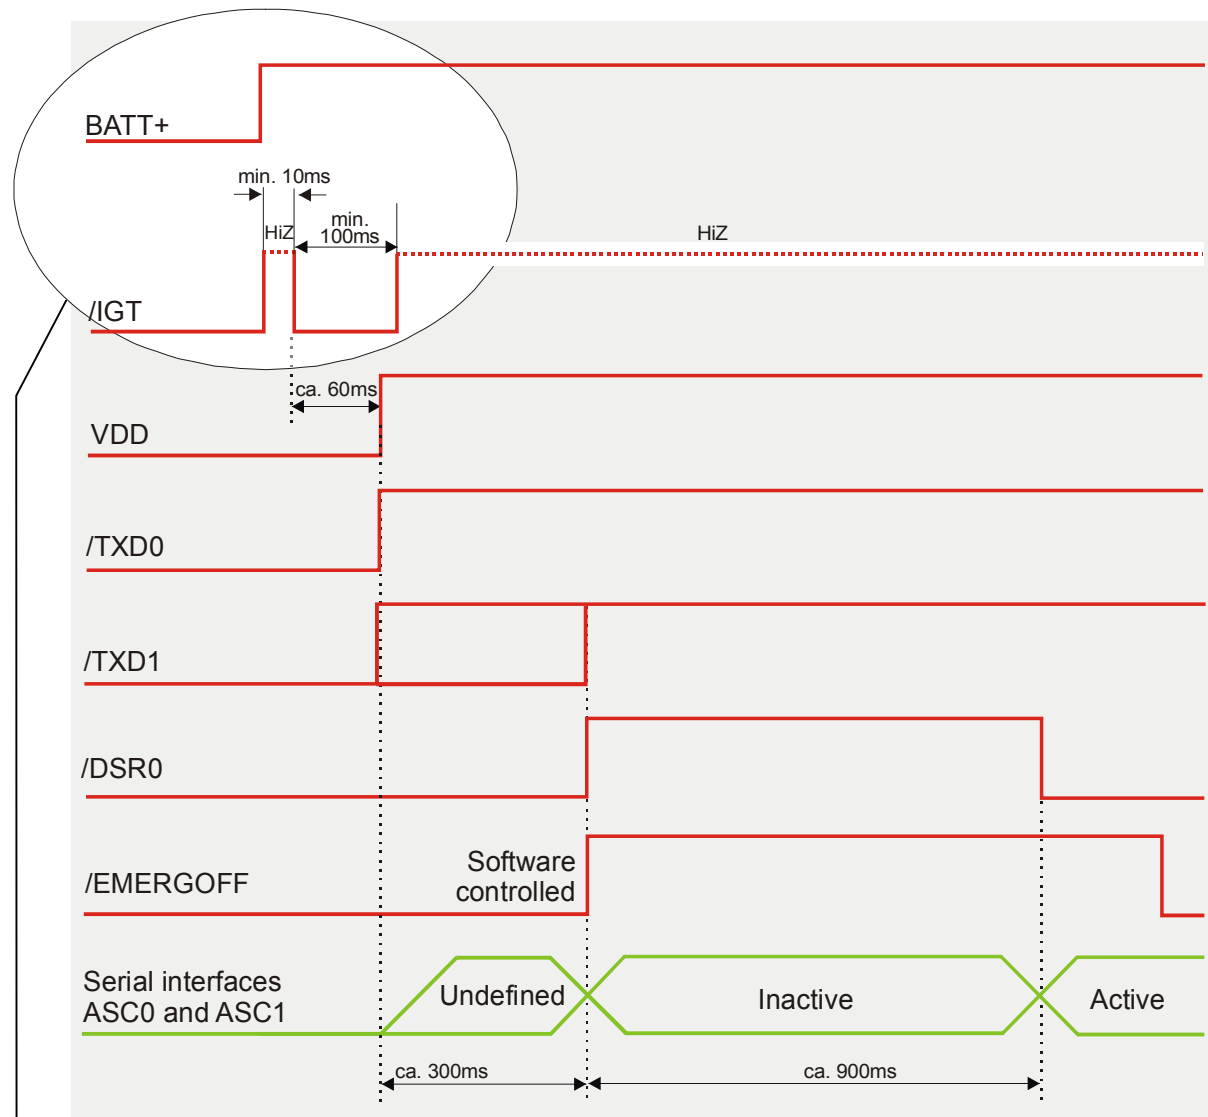 BATT+
min. 10ms
HiZ
min.
100ms
HiZ
/IGT
ca. 60ms
VDD
/TXD0
/TXD1
/DSR0
/EMERGOFF
Software
controlled
Serial interfaces
ASC0 and ASC1
Undefined
Inactive
Active
ca. 300ms
ca. 900ms